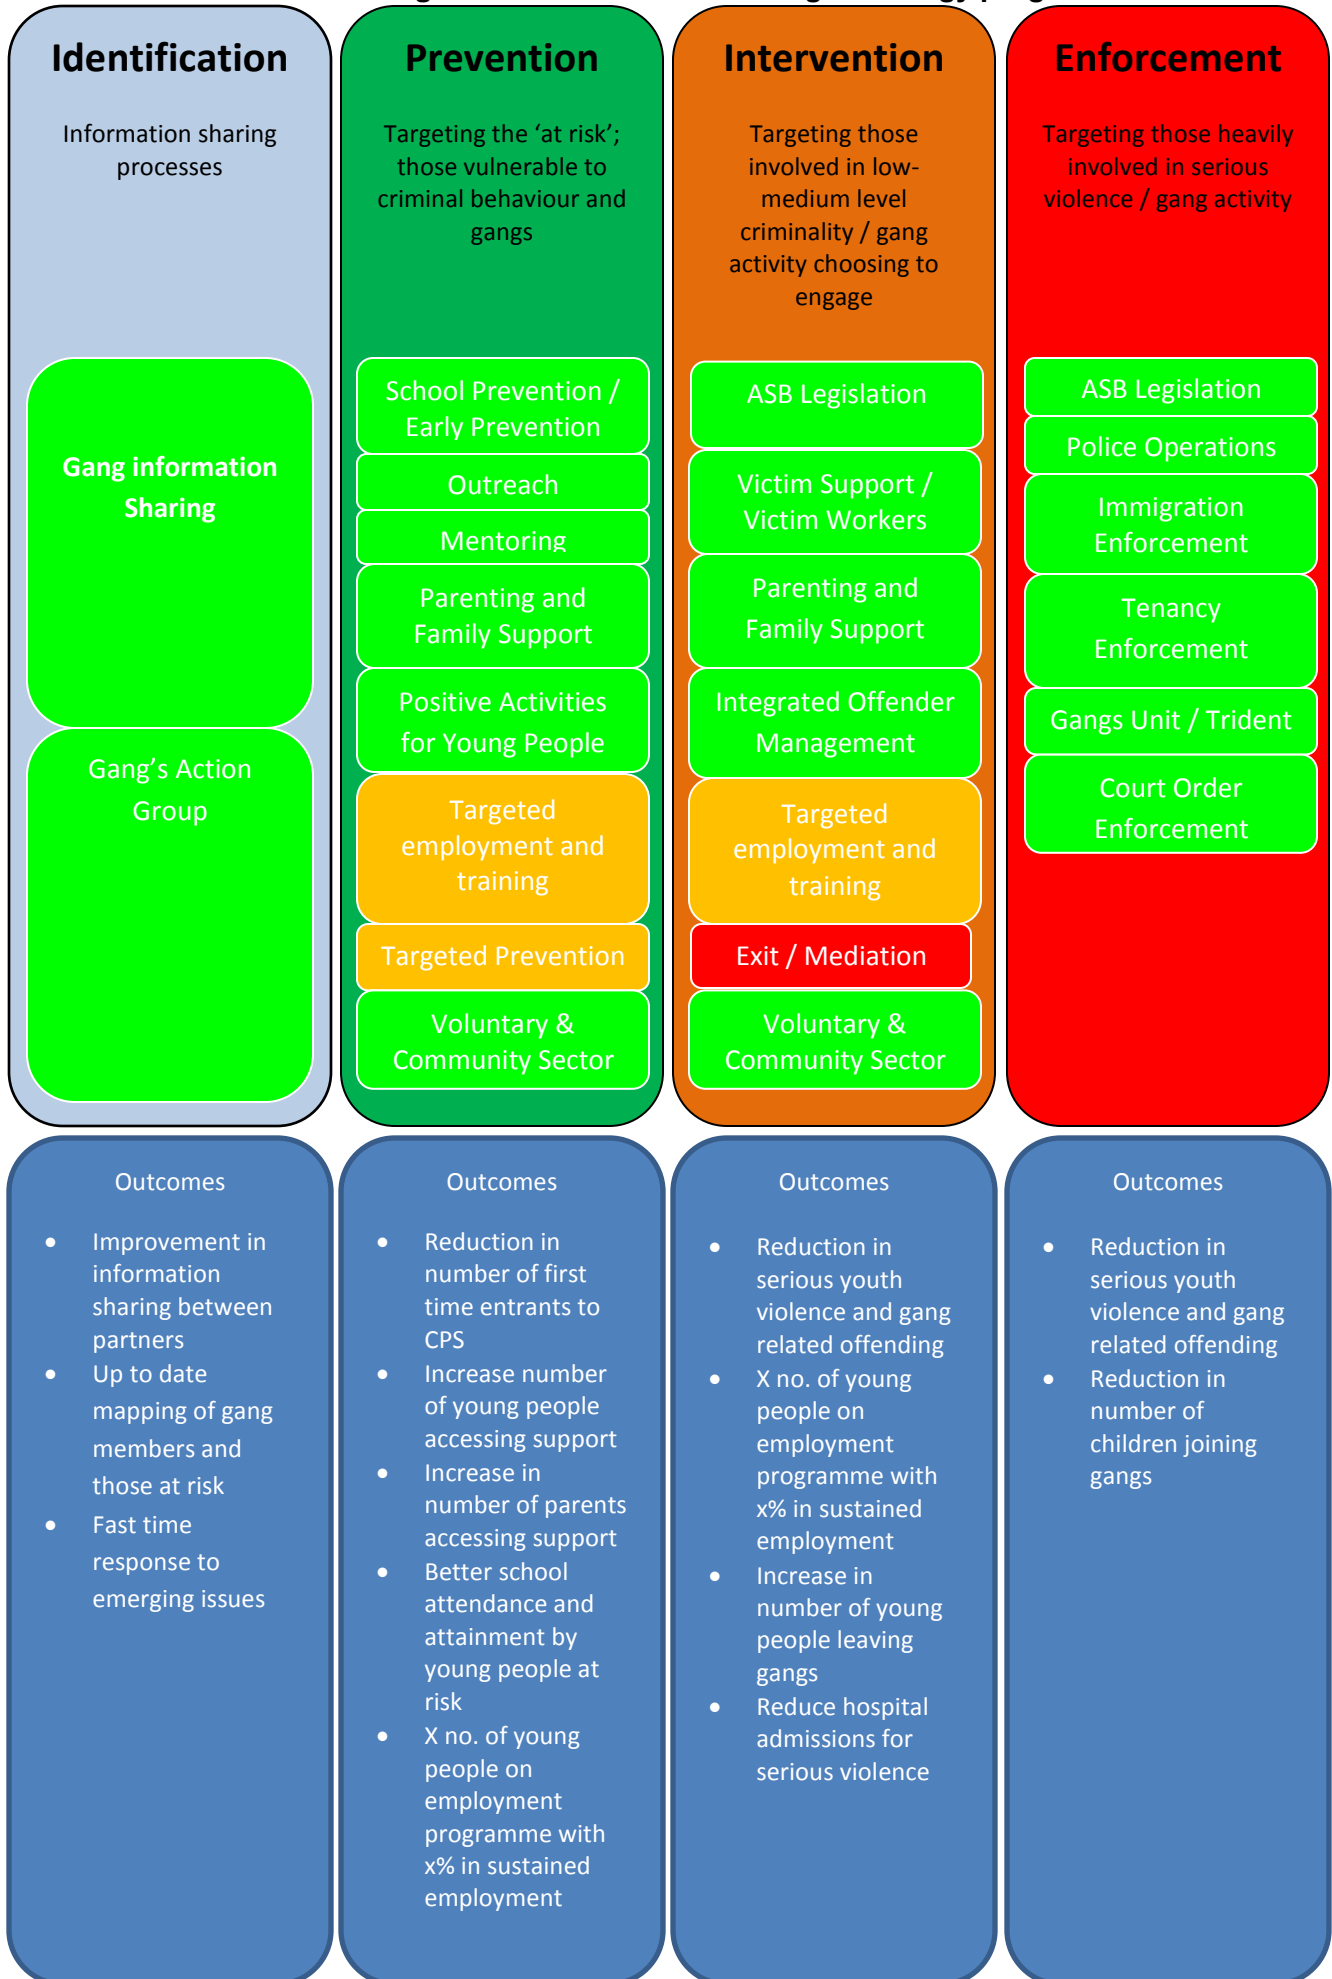 Identification
Information sharing
processes
Gang information
Sharing
Gang's Action
Group
Prevention
Targeting the ‘at risk’;
those vulnerable to
criminal behaviour and
gangs
School Prevention /
Early Prevention
Outreach
Mentoring
Parenting and
Family Support
Positive Activities
for Young People
Targeted
employment and
training
Targeted Prevention
Voluntary &
Community Sector
Intervention
Targeting those
involved in low-
medium level
criminality / gang
activity choosing to
engage
ASB Legislation
Victim Support /
Victim Workers
Parenting and
Family Support
Integrated Offender
Management
Targeted
employment and
training
Exit / Mediation
Voluntary &
Community Sector
Enforcement
Targeting those heavily
involved in serious
violence / gang activity
ASB Legislation
Police Operations
Immigration
Enforcement
Tenancy
Enforcement
Gangs Unit / Trident
Court Order
Enforcement
Outcomes
• Improvement in
information
sharing between
partners
• Up to date
mapping of gang
members and
those at risk
• Fast time
response to
emerging issues
Outcomes
• Reduction in
number of first
time entrants to
CPS
• Increase number
of young people
accessing support
• Increase in
number of parents
accessing support
• Better school
attendance and
attainment by
young people at
risk
• X no. of young
people on
employment
programme with
x% in sustained
employment
Outcomes
• Reduction in
serious youth
violence and gang
related offending
• X no. of young
people on
employment
programme with
x% in sustained
employment
• Increase in
number of young
people leaving
gangs
• Reduce hospital
admissions for
serious violence
Outcomes
• Reduction in
serious youth
violence and gang
related offending
• Reduction in
number of
children joining
gangs